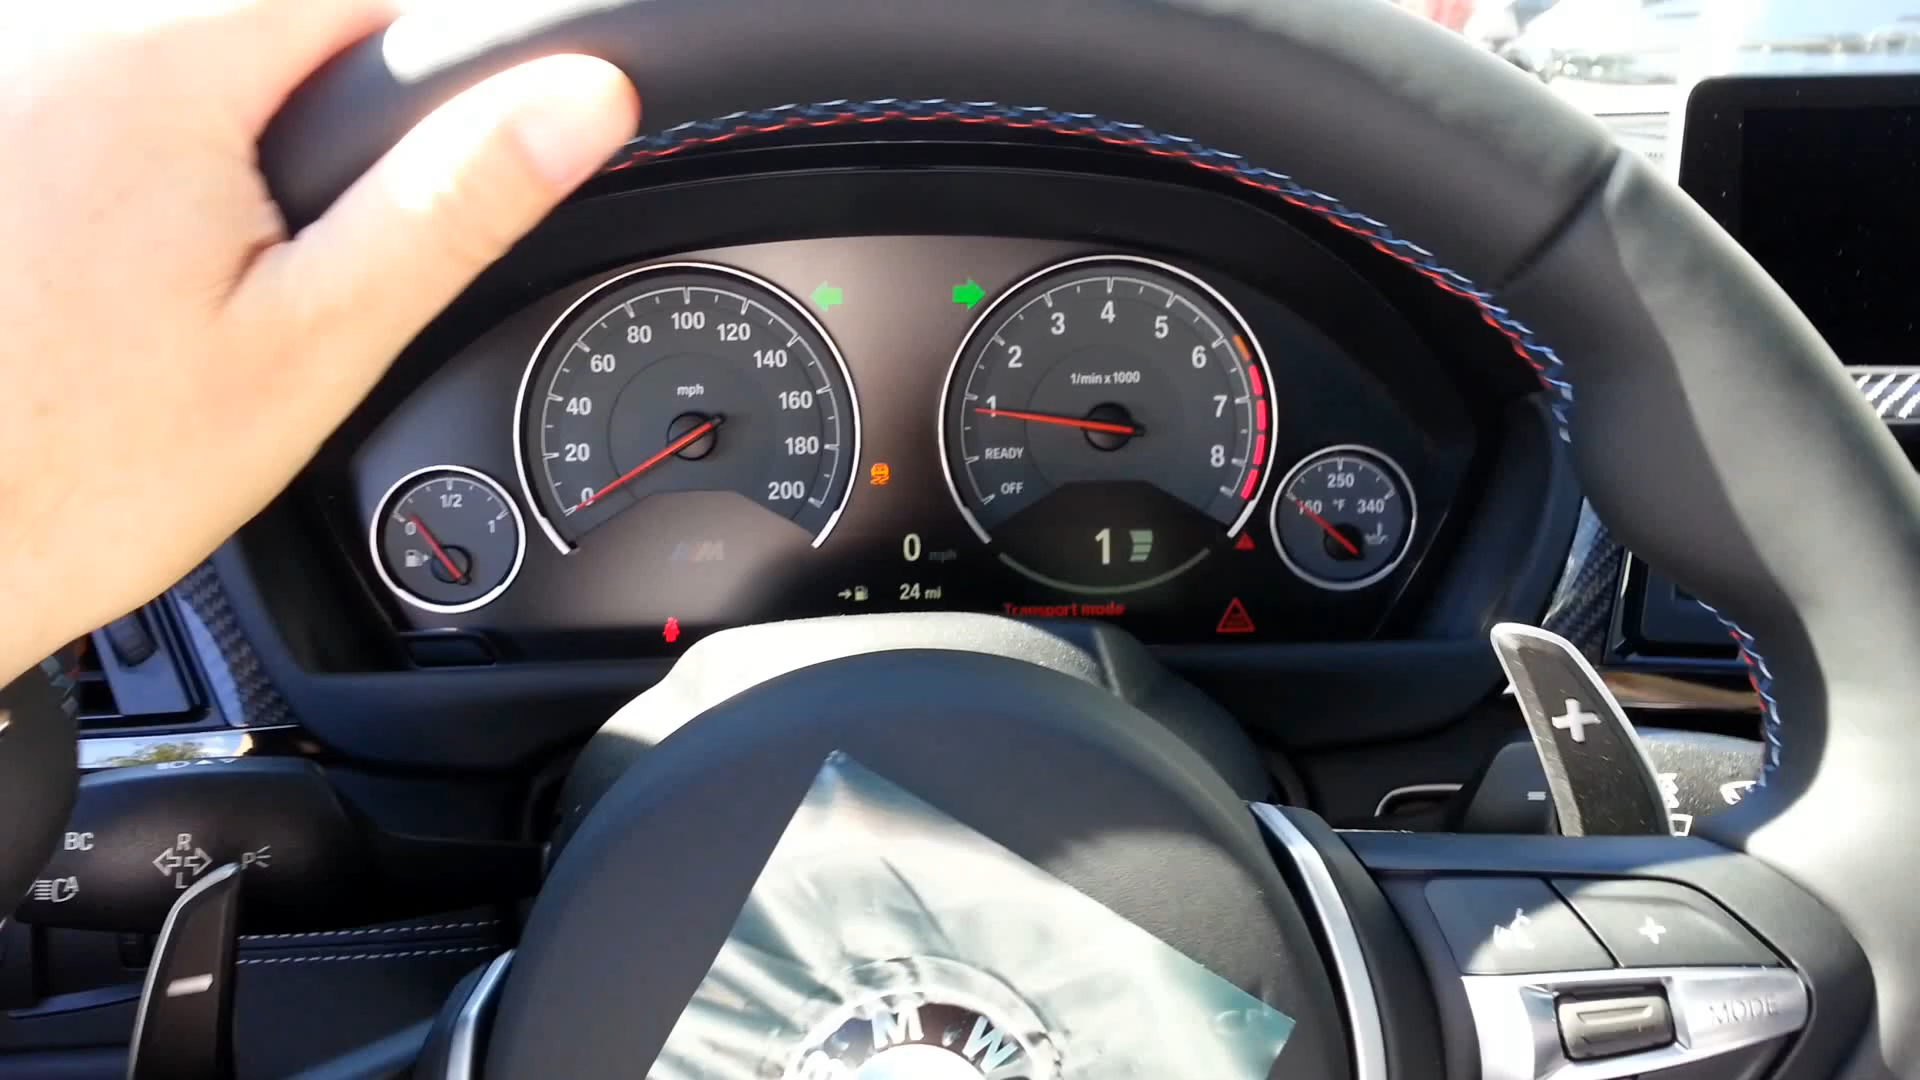 80
100
120
60
140
40
mph
160
20
180
0
200
3
4
5
2
6
1/min x 1000
1
7
READY
8
OFF
1/2
0
1
250
160 °F 340
M
0 mph
1
24 mi
Transport mode
+
BC
R
L
P
A
-
+
MODE
BMW